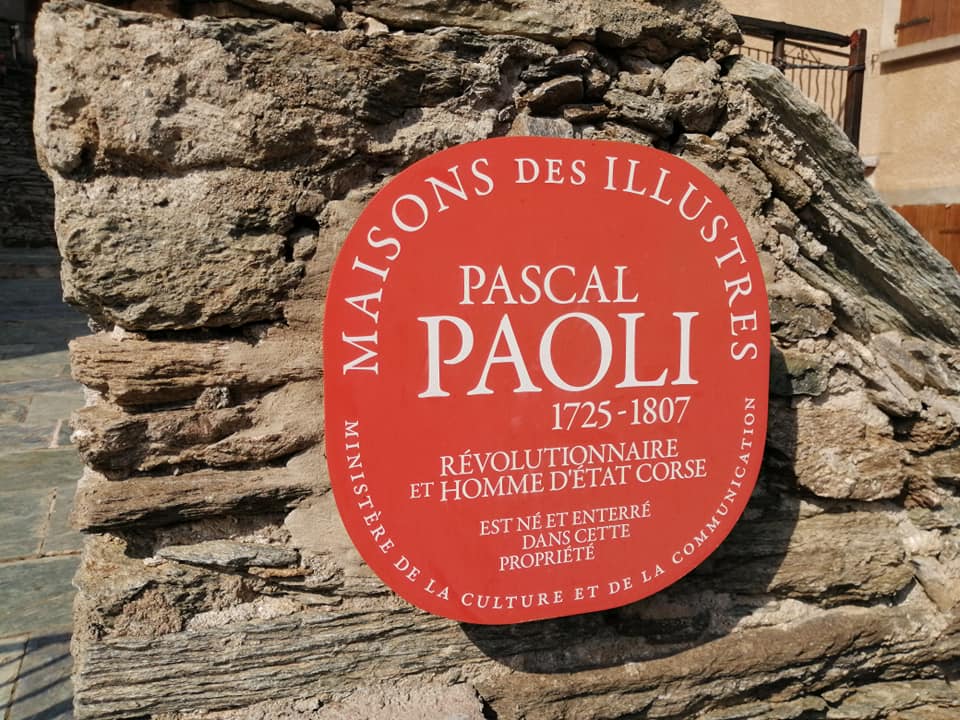 MAISONS DES ILLUSTRES
PASCAL
PAOLI
1725-1807
RÉVOLUTIONNAIRE
ET HOMME D'ÉTAT CORSE
EST NÉ ET ENTERRÉ
DANS CETTE
PROPRIÉTÉ
MINISTÈRE DE LA CULTURE ET DE LA COMMUNICATION